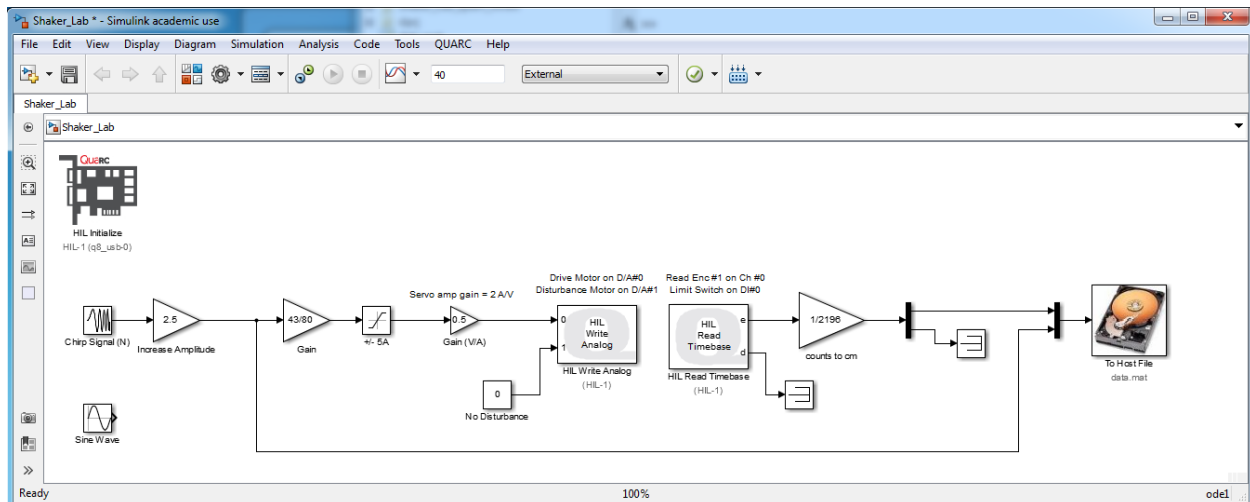 Shaker_Lab * - Simulink academic use
File Edit View Display Diagram Simulation Analysis Code Tools QUARC Help
40
External
Shaker_Lab
Shaker_Lab
QUARC
HIL Initialize
HIL-1 (q8_usb-0)
Chirp Signal (N)
2.5
Increase Amplitude
43/80
Gain
+/- 5A
Servo amp gain = 2 A/V
0.5
Gain (V/A)
Drive Motor on D/A#0
Disturbance Motor on D/A#1
0
1
HIL
Write
Analog
HIL Write Analog
(HIL-1)
0
No Disturbance
Read Enc#1 on Ch #0
Limit Switch on DI#0
HIL
Read
Timebase
e
d
HIL Read Timebase
(HIL-1)
1/2196
counts to cm
To Host File
data.mat
Sine Wave
Ready
100%
ode1